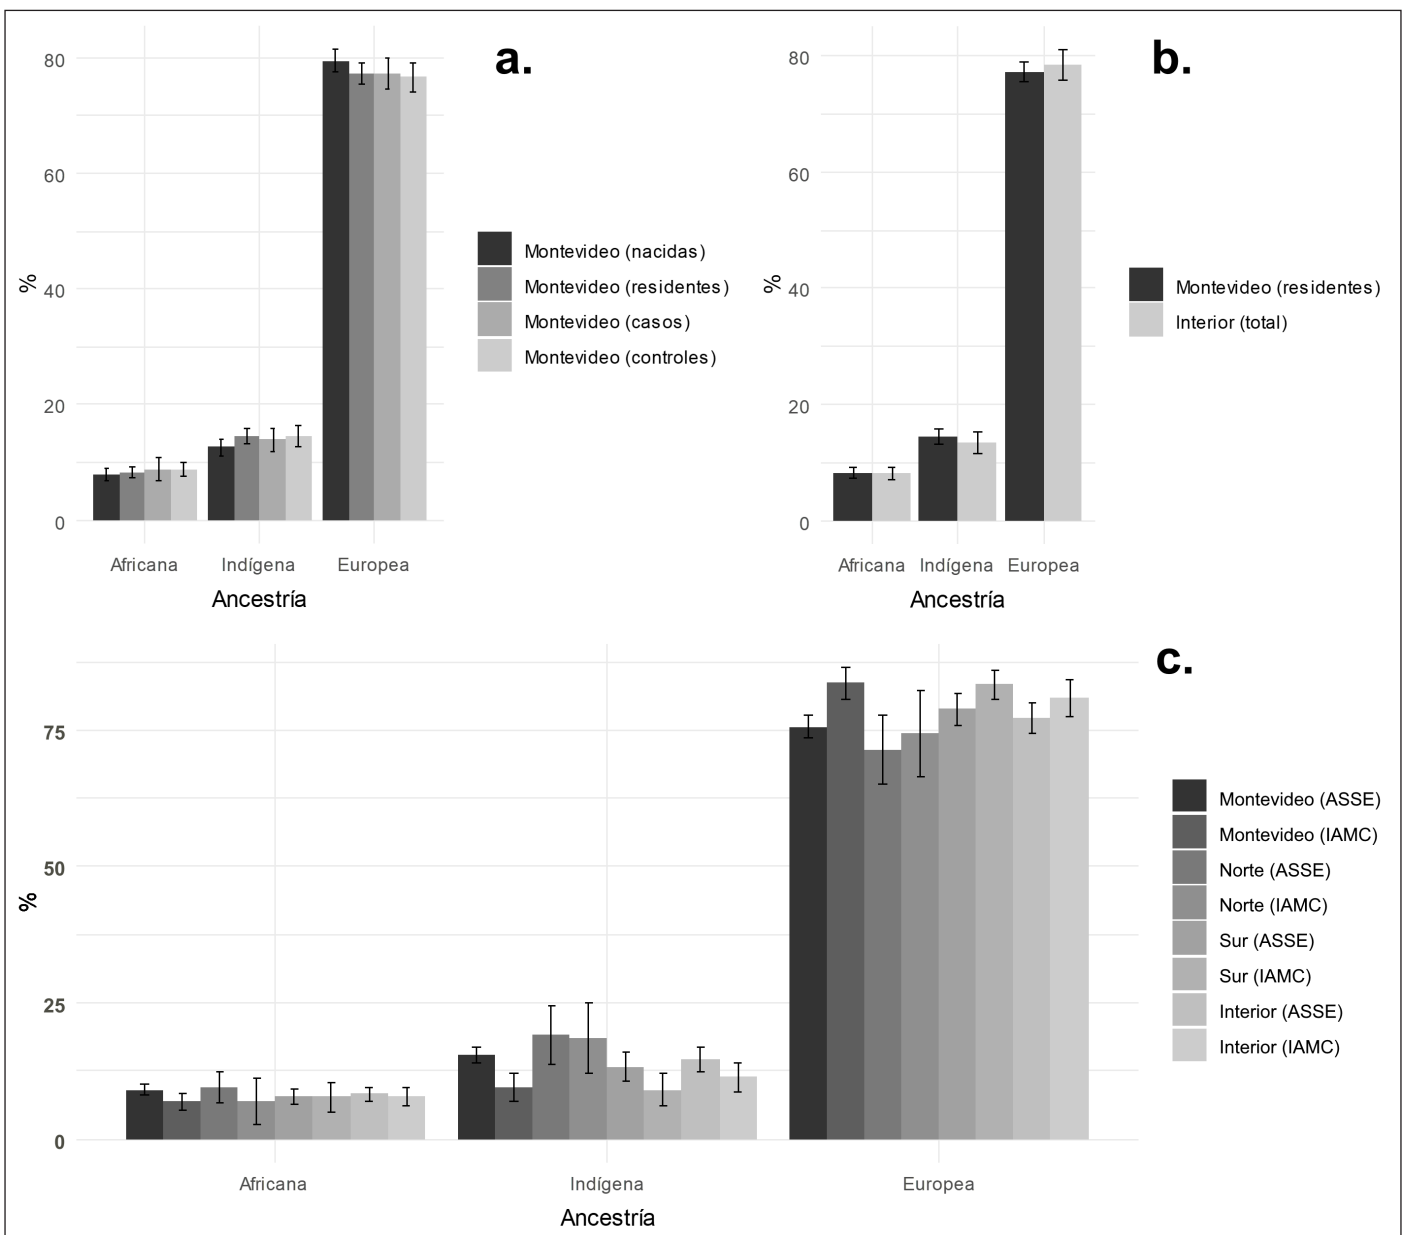 a.
80
60
40
20
0
%
Africana Indígena Europea
Ancestría
Montevideo (nacidas)
Montevideo (residentes)
Montevideo (casos)
Montevideo (controles)
b.
80
60
40
20
0
%
Africana Indígena Europea
Ancestría
Montevideo (residentes)
Interior (total)
c.
75
50
25
0
%
Africana Indígena Europea
Ancestría
Montevideo (ASSE)
Montevideo (IAMC)
Norte (ASSE)
Norte (IAMC)
Sur (ASSE)
Sur (IAMC)
Interior (ASSE)
Interior (IAMC)